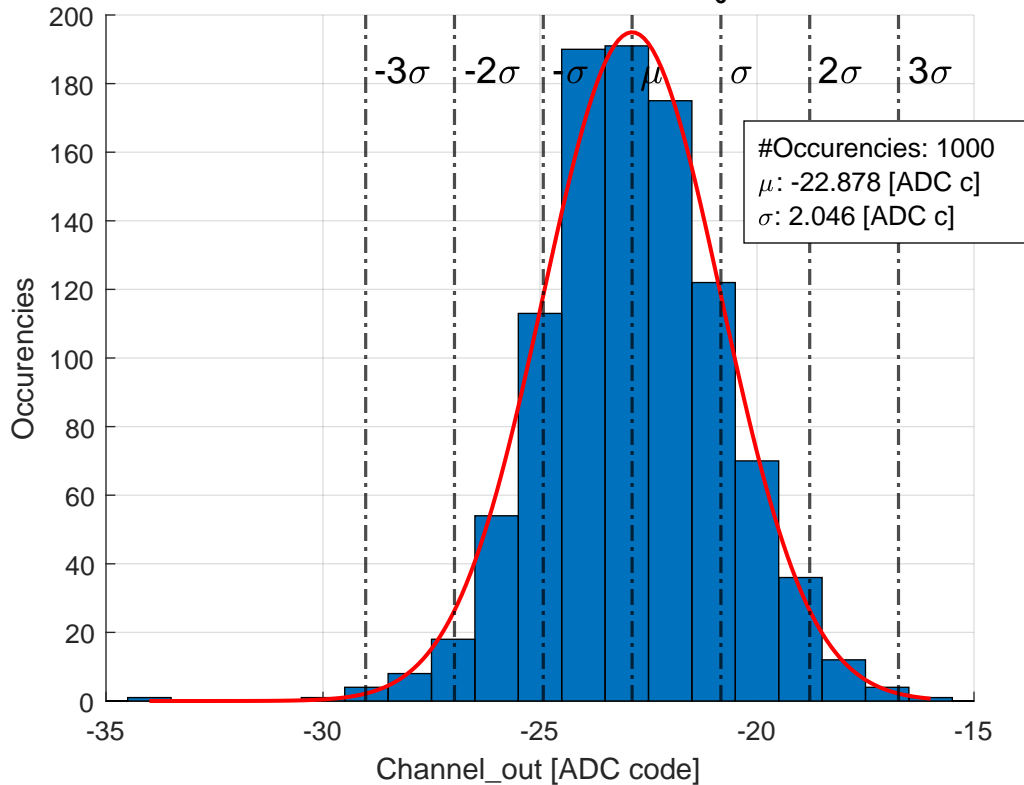 200
180
160
140
120
100
80
60
40
20
0
Occurencies
-3σ -2σ -σ μ σ 2σ 3σ
#Occurencies: 1000
μ: -22.878 [ADC c]
σ: 2.046 [ADC c]
-35 -30 -25 -20 -15
Channel_out [ADC code]